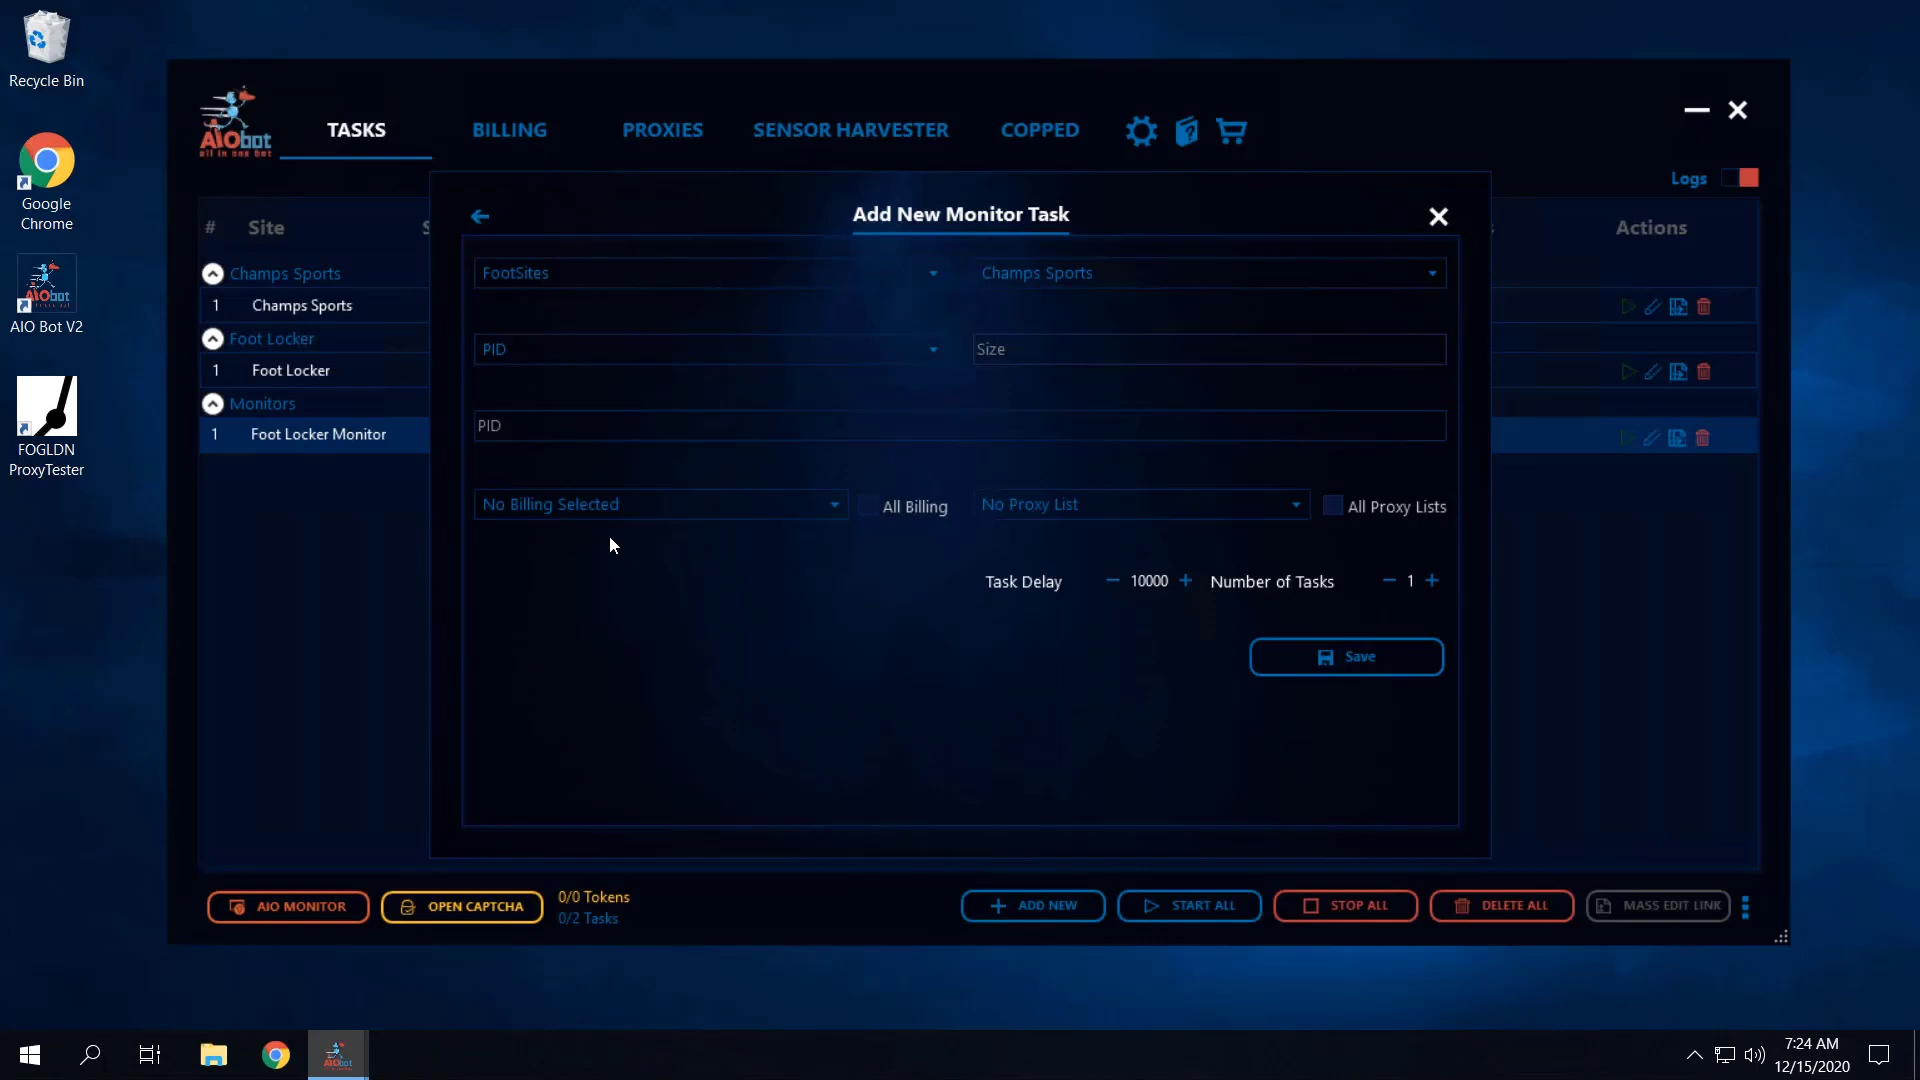 Recycle Bin
Google
Chrome
AIObot
AIO Bot V2
FOGLDN
ProxyTester
AIObot
all in one bot
TASKS
BILLING
PROXIES
SENSOR HARVESTER
COPPED
Logs
# Site
Actions
Champs Sports
1 Champs Sports
Foot Locker
1 Foot Locker
Monitors
1 Foot Locker Monitor
Add New Monitor Task
FootSites
Champs Sports
PID
Size
PID
No Billing Selected
All Billing
No Proxy List
All Proxy Lists
Task Delay 10000
Number of Tasks 1
Save
AIO MONITOR
OPEN CAPTCHA
0/0 Tokens
0/2 Tasks
ADD NEW
START ALL
STOP ALL
DELETE ALL
MASS EDIT LINK
7:24 AM
12/15/2020